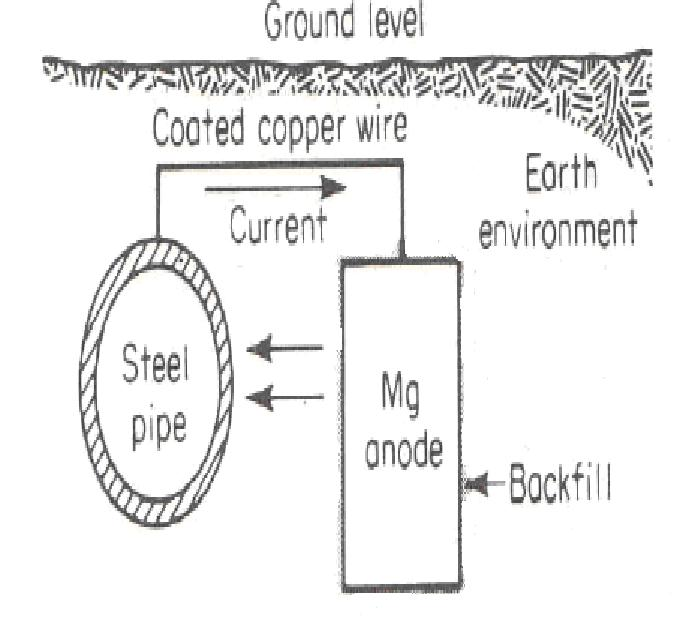 Ground level
Coated copper wire
Current
Earth
environment
Steel
pipe
Mg
anode
Backfill